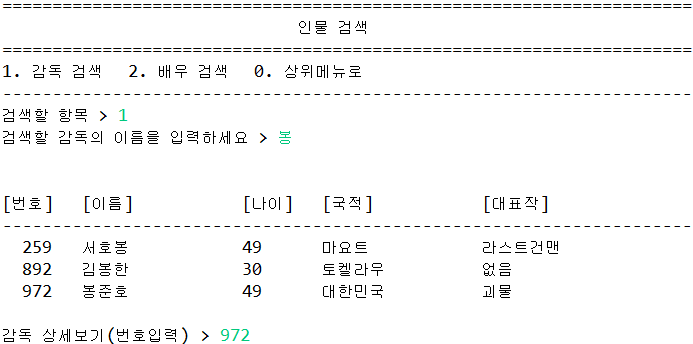 ==========================================================================================
인물 검색
==========================================================================================
1. 감독 검색 2. 배우 검색 0. 상위메뉴로
------------------------------------------------------------------------------------------
검색할 항목 > 1
검색할 감독의 이름을 입력하세요 > 봉
[번호] [이름] [나이] [국적] [대표작]
------------------------------------------------------------------------------------------
259 서호봉 49 마요트 라스트건맨
892 김봉한 30 토켈라우 없음
972 봉준호 49 대한민국 괴물
감독 상세보기(번호입력) > 972